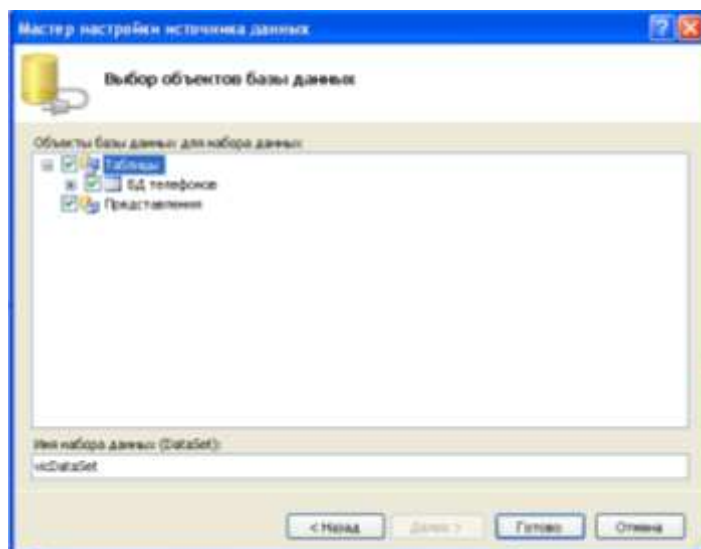 Мастер настройки источника данных
Выбор объектов базы данных
Объекты базы данных для набора данных:
Таблицы
БД телефонов
Представления
Имя набора данных (DataSet):
vicDataSet
< Назад
Далее >
Готово
Отмена